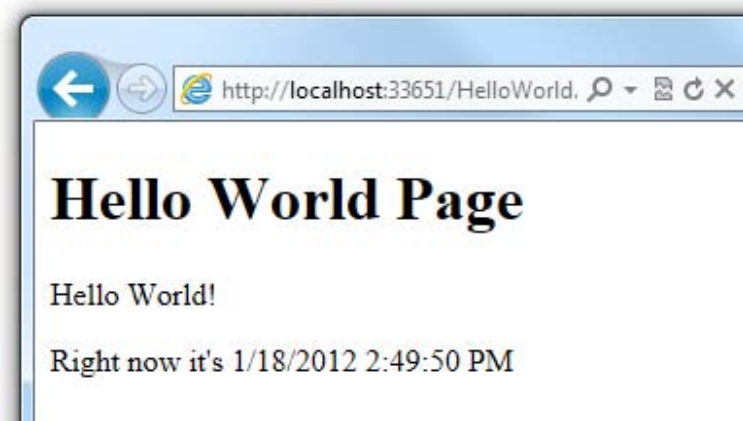 http://localhost:33651/HelloWorld.
Hello World Page
Hello World!
Right now it's 1/18/2012 2:49:50 PM